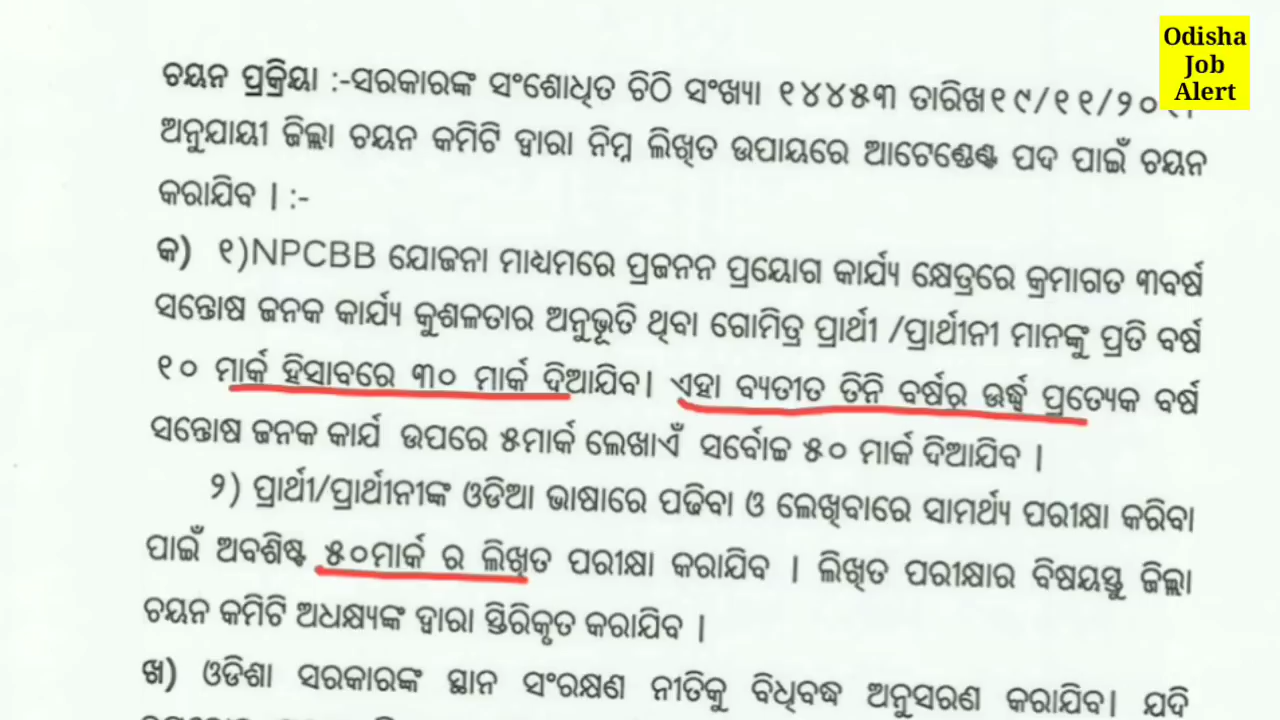 Odisha
Job
Alert
ଚୟନ ପ୍ରକ୍ରିୟା :-ସରକାରଙ୍କ ସଂଶୋଧିତ ଚିଠି ସଂଖ୍ୟା ୧୪୪୫୩ ତାରିଖ୧୯/୧୧/୨୦
ଅନୁଯାୟୀ ଜିଲ୍ଲା ଚୟନ କମିଟି ଦ୍ୱାରା ନିମ୍ନ ଲିଖିତ ଉପାୟରେ ଆଟେଣ୍ଡେଣ୍ଟ ପଦ ପାଇଁ ଚୟନ
କରାଯିବ | :-
କ) ୧)NPCBB ଯୋଜନା ମାଧ୍ୟମରେ ପ୍ରଜନନ ପ୍ରୟୋଗ କାର୍ଯ୍ୟ କ୍ଷେତ୍ରରେ କ୍ରମାଗତ ୩ବର୍ଷ
ସନ୍ତୋଷ ଜନକ କାର୍ଯ୍ୟ କୁଶଳତାର ଅନୁଭୂତି ଥିବା ଗୋମିତ୍ର ପ୍ରାର୍ଥୀ /ପ୍ରାର୍ଥୀନୀ ମାନଙ୍କୁ ପ୍ରତି ବର୍ଷ
୧୦ ମାର୍କ ହିସାବରେ ୩୦ ମାର୍କ ଦିଆଯିବ। ଏହା ବ୍ୟତୀତ ତିନି ବର୍ଷର ଊର୍ଦ୍ଧ୍ୱ ପ୍ରତ୍ୟେକ ବର୍ଷ
ସନ୍ତୋଷ ଜନକ କାର୍ଯ ଉପରେ ୫ମାର୍କ ଲେଖାଏଁ ସର୍ବୋଚ୍ଚ ୫୦ ମାର୍କ ଦିଆଯିବ |
୨) ପ୍ରାର୍ଥୀ/ପ୍ରାର୍ଥୀନୀଙ୍କ ଓଡିଆ ଭାଷାରେ ପଢିବା ଓ ଲେଖିବାରେ ସାମର୍ଥ୍ୟ ପରୀକ୍ଷା କରିବା
ପାଇଁ ଅବଶିଷ୍ଟ ୫୦ମାର୍କ ର ଲିଖିତ ପରୀକ୍ଷା କରାଯିବ | ଲିଖିତ ପରୀକ୍ଷାର ବିଷୟସ୍ତୁ ଜିଲ୍ଲା
ଚୟନ କମିଟି ଅଧକ୍ଷ୍ୟଙ୍କ ଦ୍ୱାରା ସ୍ତିରିକୃତ କରାଯିବ |
ଖ) ଓଡିଶା ସରକାରଙ୍କ ସ୍ଥାନ ସଂରକ୍ଷଣ ନୀତିକୁ ବିଧିବଦ୍ଧ ଅନୁସରଣ କରାଯିବ। ଯଦି